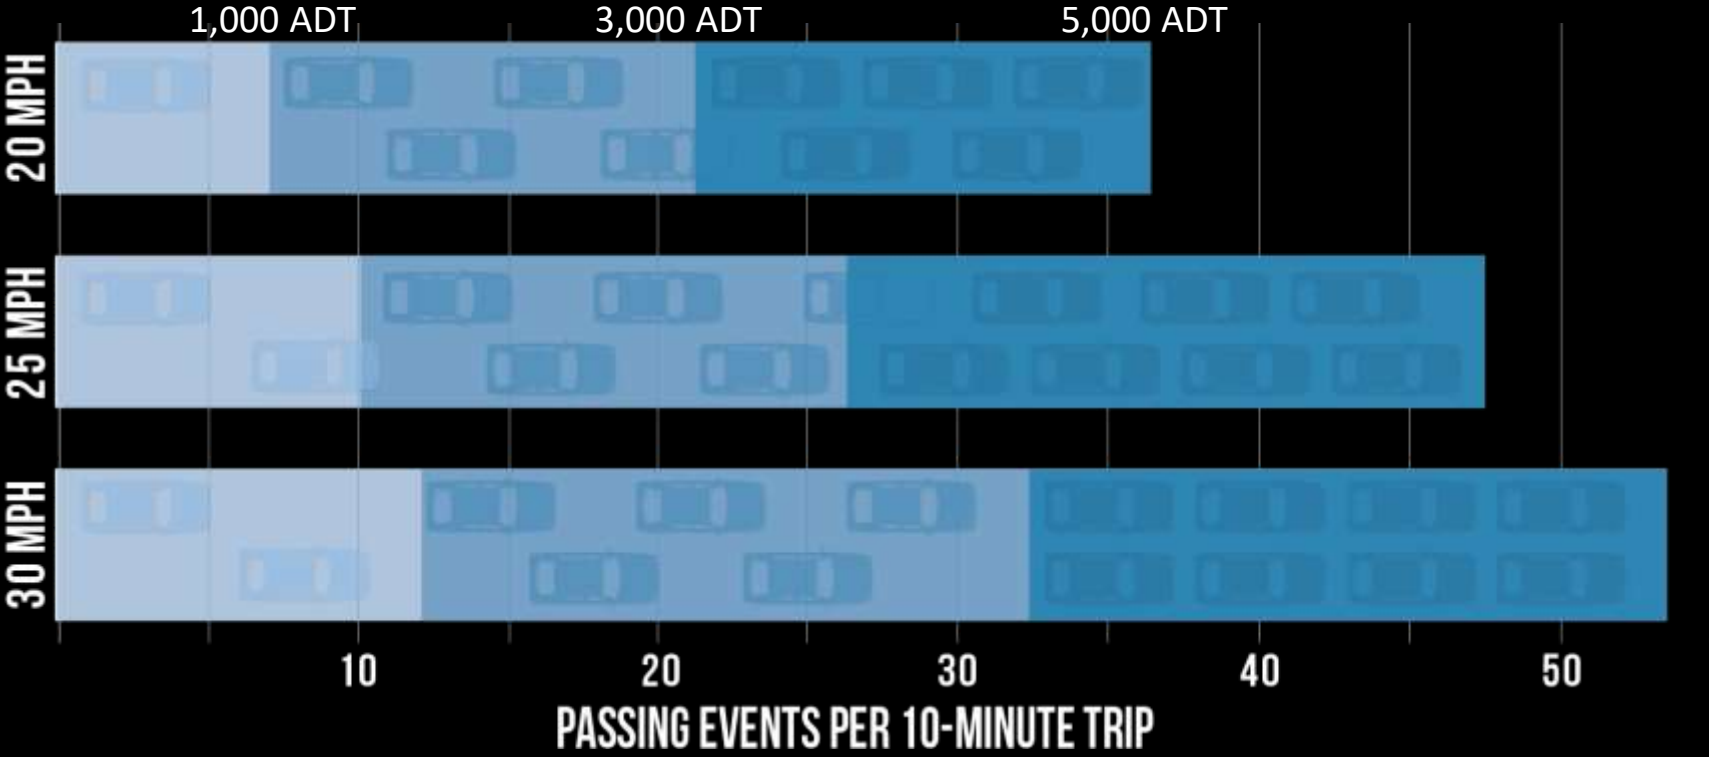 1,000 ADT 3,000 ADT 5,000 ADT
20 MPH
25 MPH
30 MPH
10 20 30 40 50
PASSING EVENTS PER 10-MINUTE TRIP